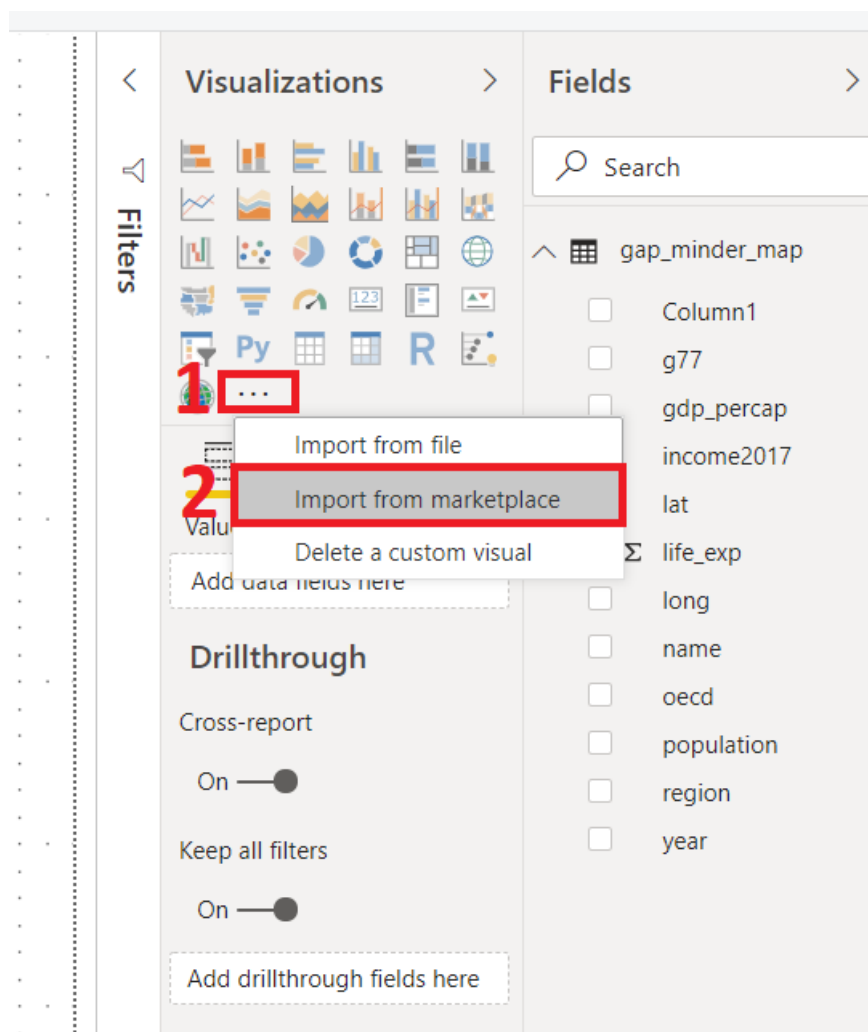 Visualizations
Fields
Search
Filters
gap_minder_map
Column1
g77
gdp_percap
income2017
lat
life_exp
long
name
oecd
population
region
year
123
Py
R
1
...
Import from file
2
Import from marketplace
Delete a custom visual
Valu
Add data fields here
Drillthrough
Cross-report
On
Keep all filters
On
Add drillthrough fields here
Σ